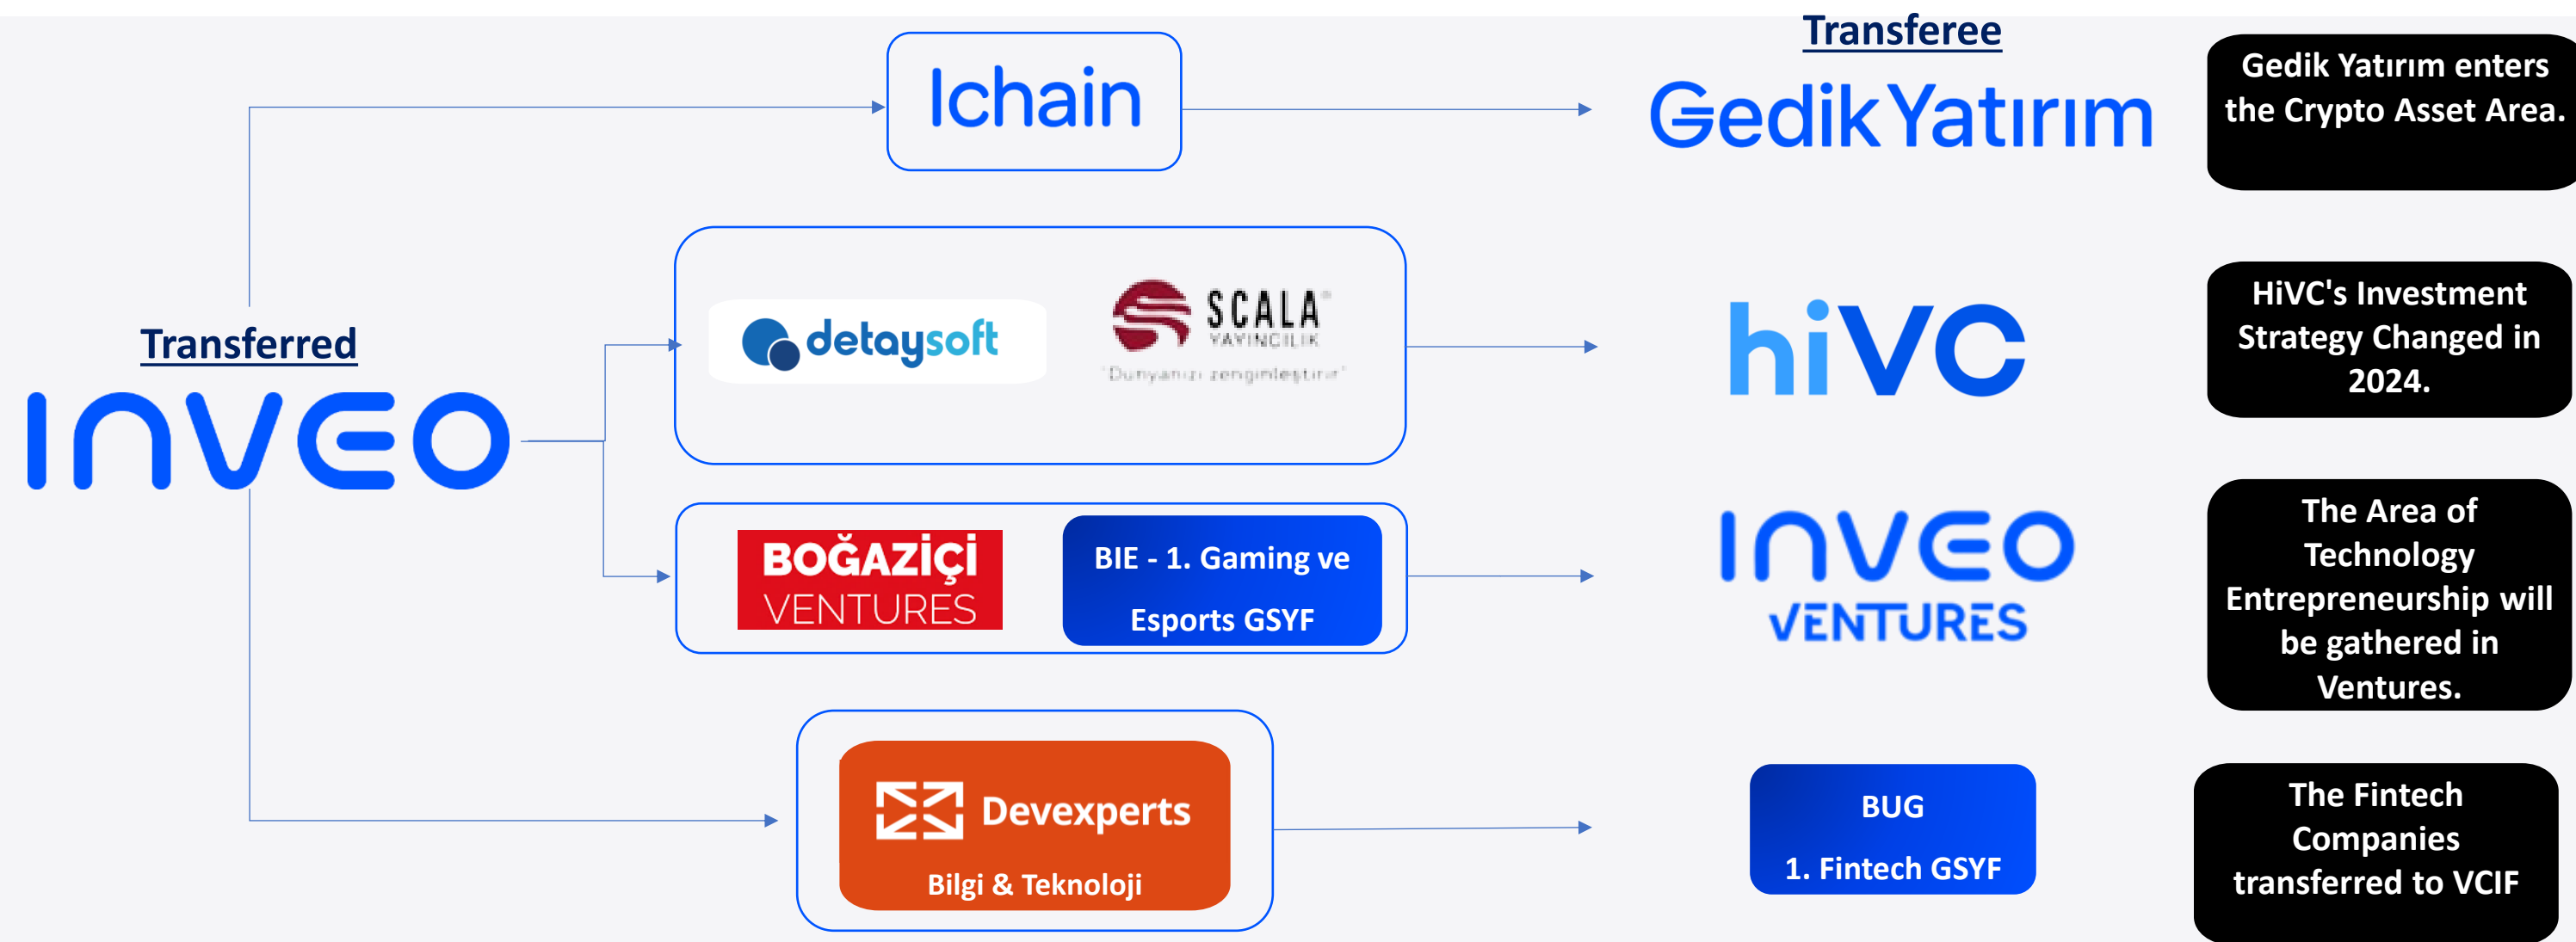 Transferee
Ichain
Gedik Yatırım
Gedik Yatırım enters
the Crypto Asset Area.
Transferred
INVEO
detaysoft
SCALA
YAYINCILIK
"Dünyanızı zenginleştirir"
hiVC
HiVC's Investment
Strategy Changed in
2024.
BOĞAZİÇİ
VENTURES
BIE - 1. Gaming ve
Esports GSYF
INVEO
VENTURES
The Area of
Technology
Entrepreneurship will
be gathered in
Ventures.
Devexperts
Bilgi & Teknoloji
BUG
1. Fintech GSYF
The Fintech
Companies
transferred to VCIF